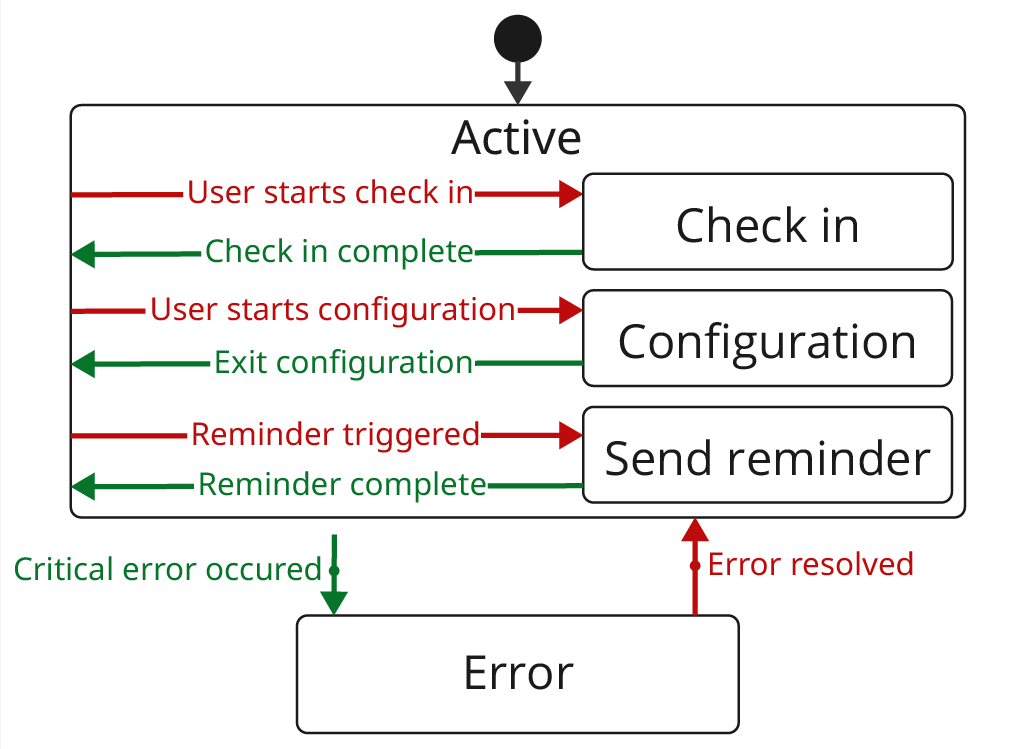 Active
User starts check in
Check in complete
Check in
User starts configuration
Exit configuration
Configuration
Reminder triggered
Reminder complete
Send reminder
Critical error occured
Error resolved
Error